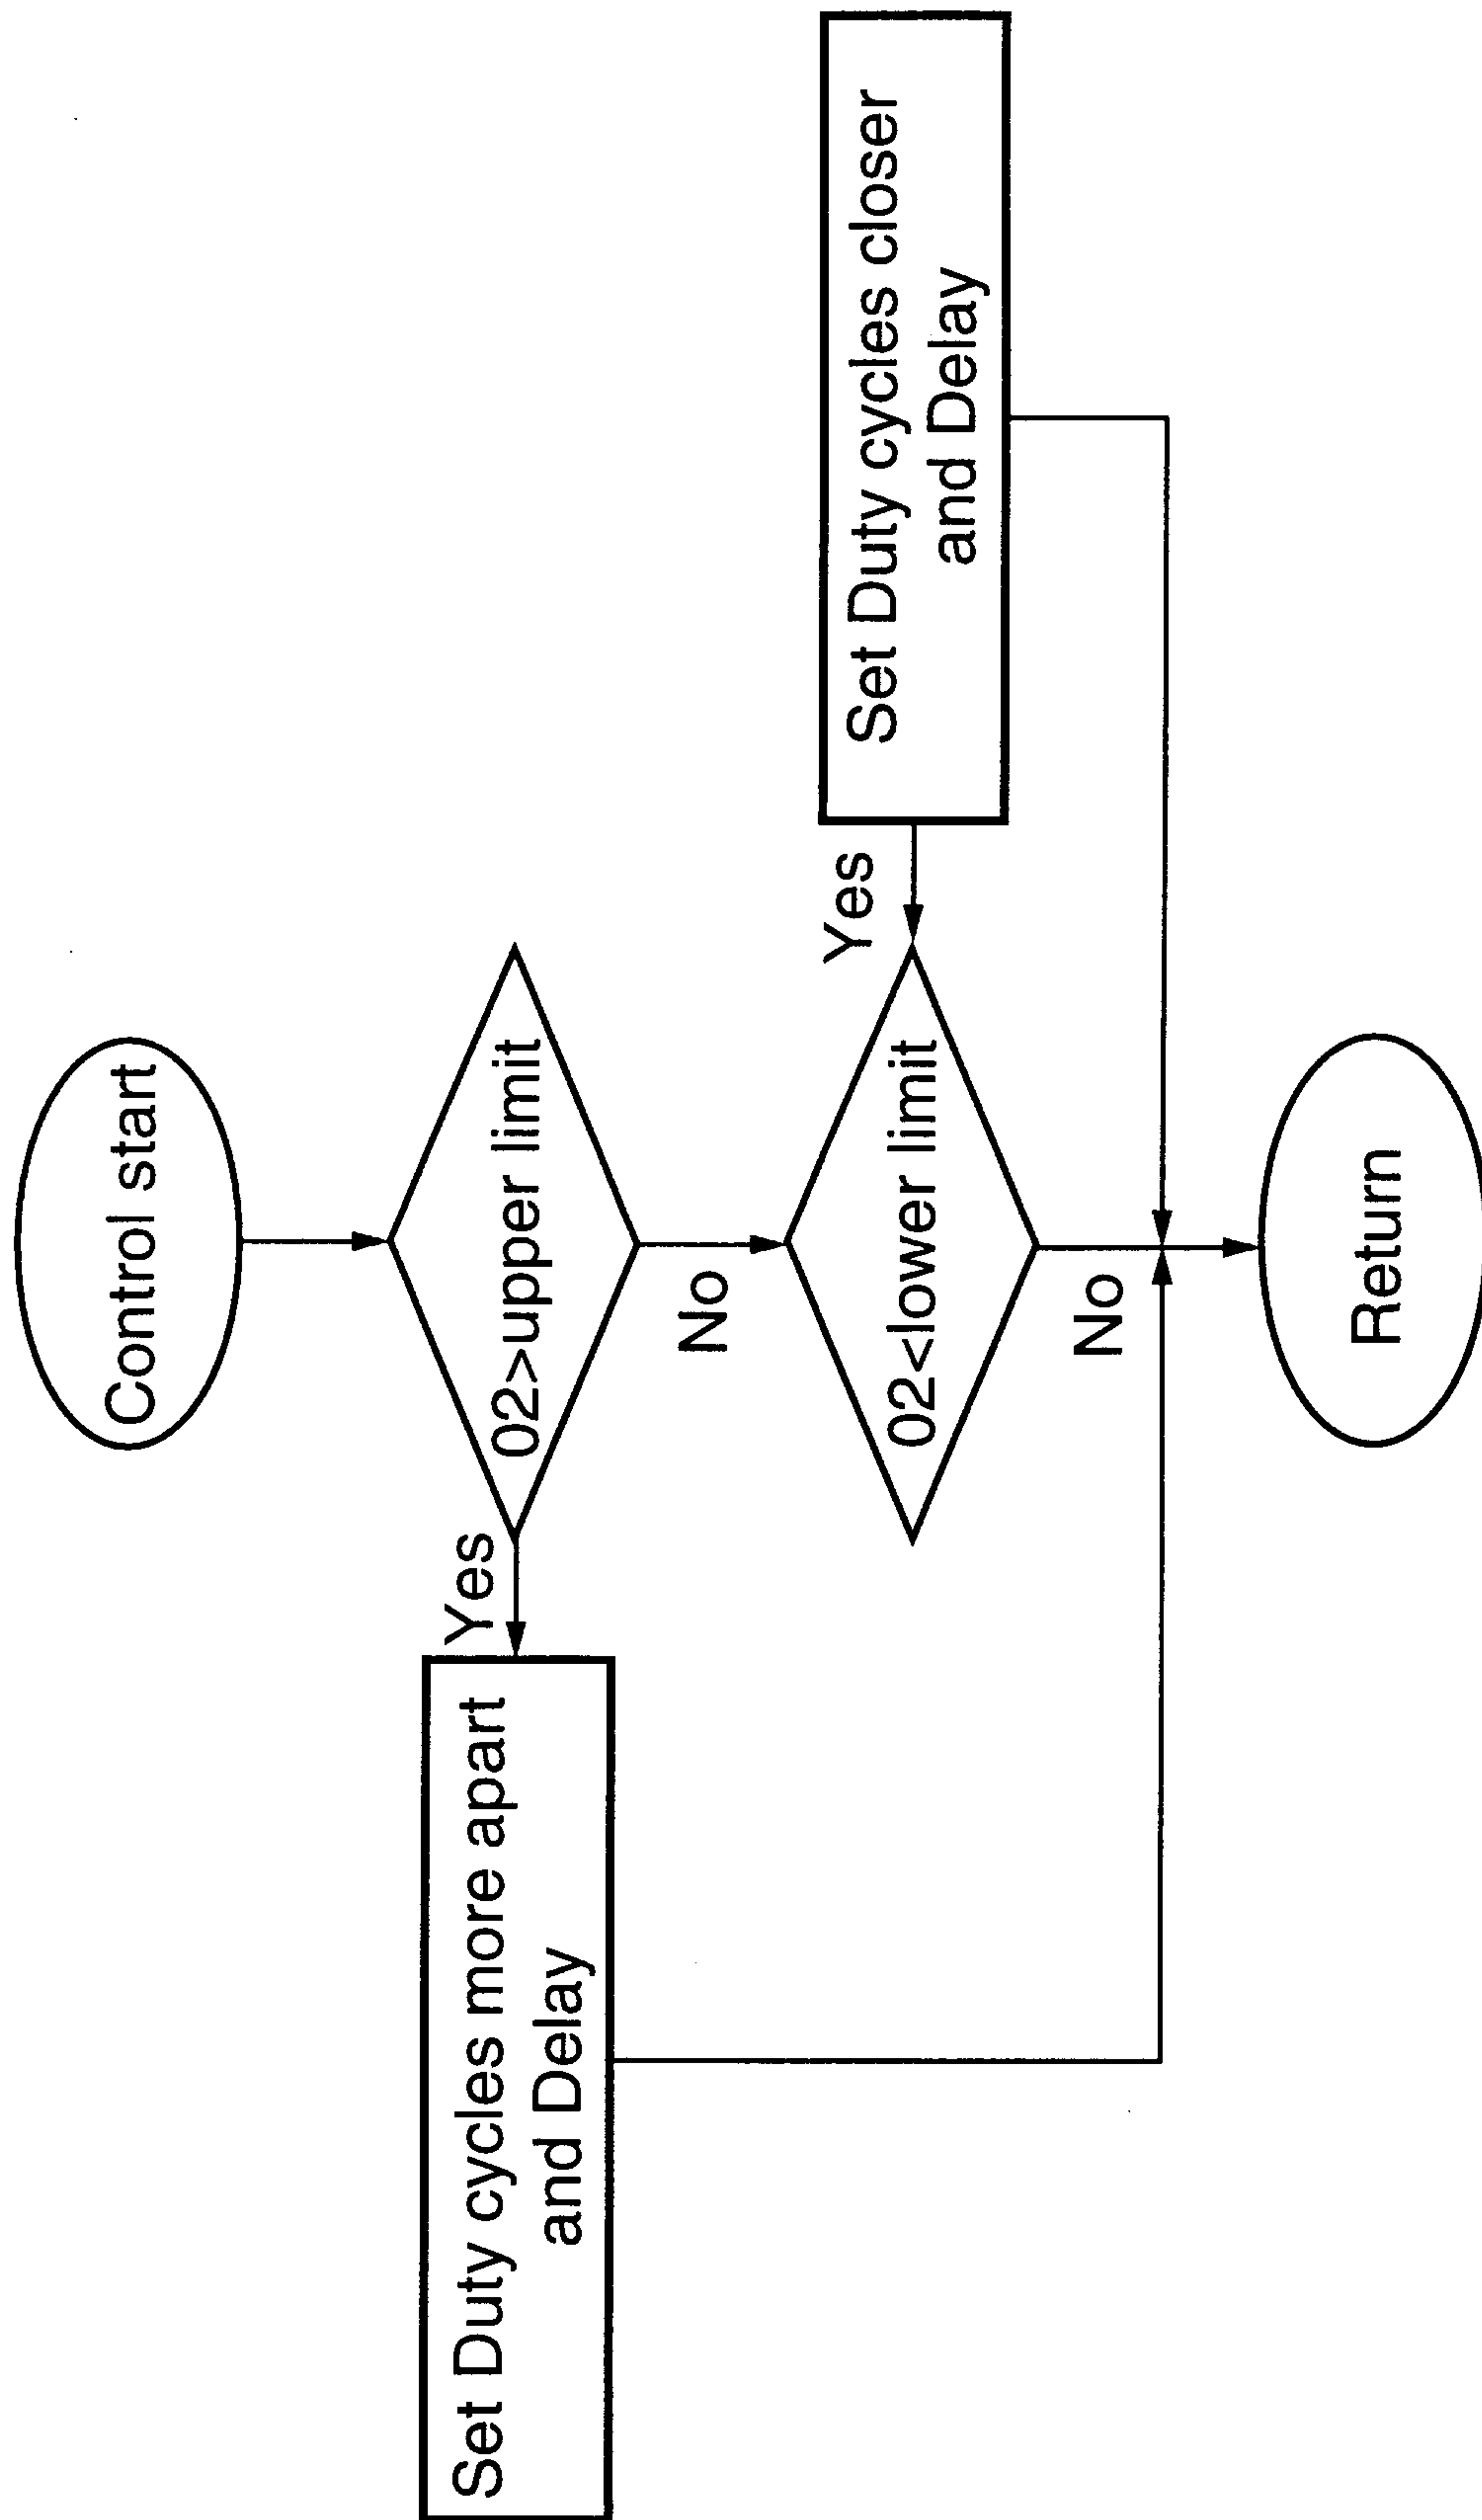 Control start
02>upper limit
Yes
Set Duty cycles more apart
and Delay
No
02<lower limit
Yes
Set Duty cycles closer
and Delay
No
Return